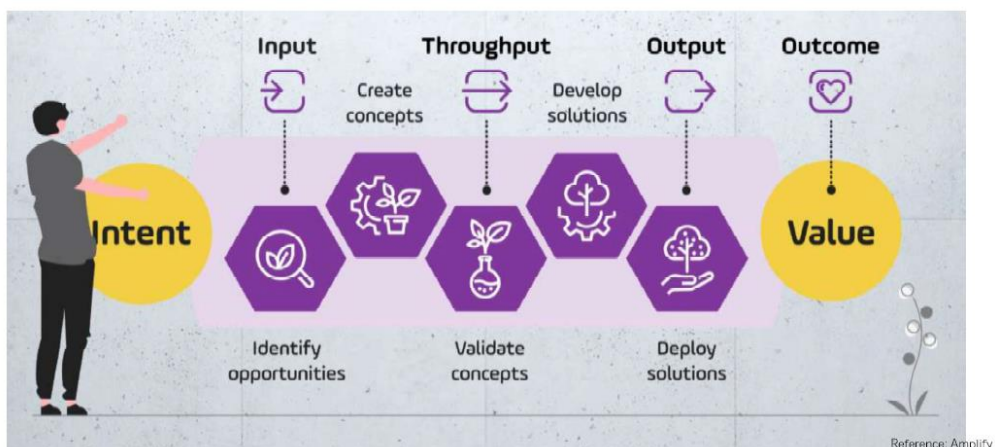 Input
Throughput
Output
Outcome
Create
concepts
Develop
solutions
Intent
Value
Identify
opportunities
Validate
concepts
Deploy
solutions
Reference: Amplify